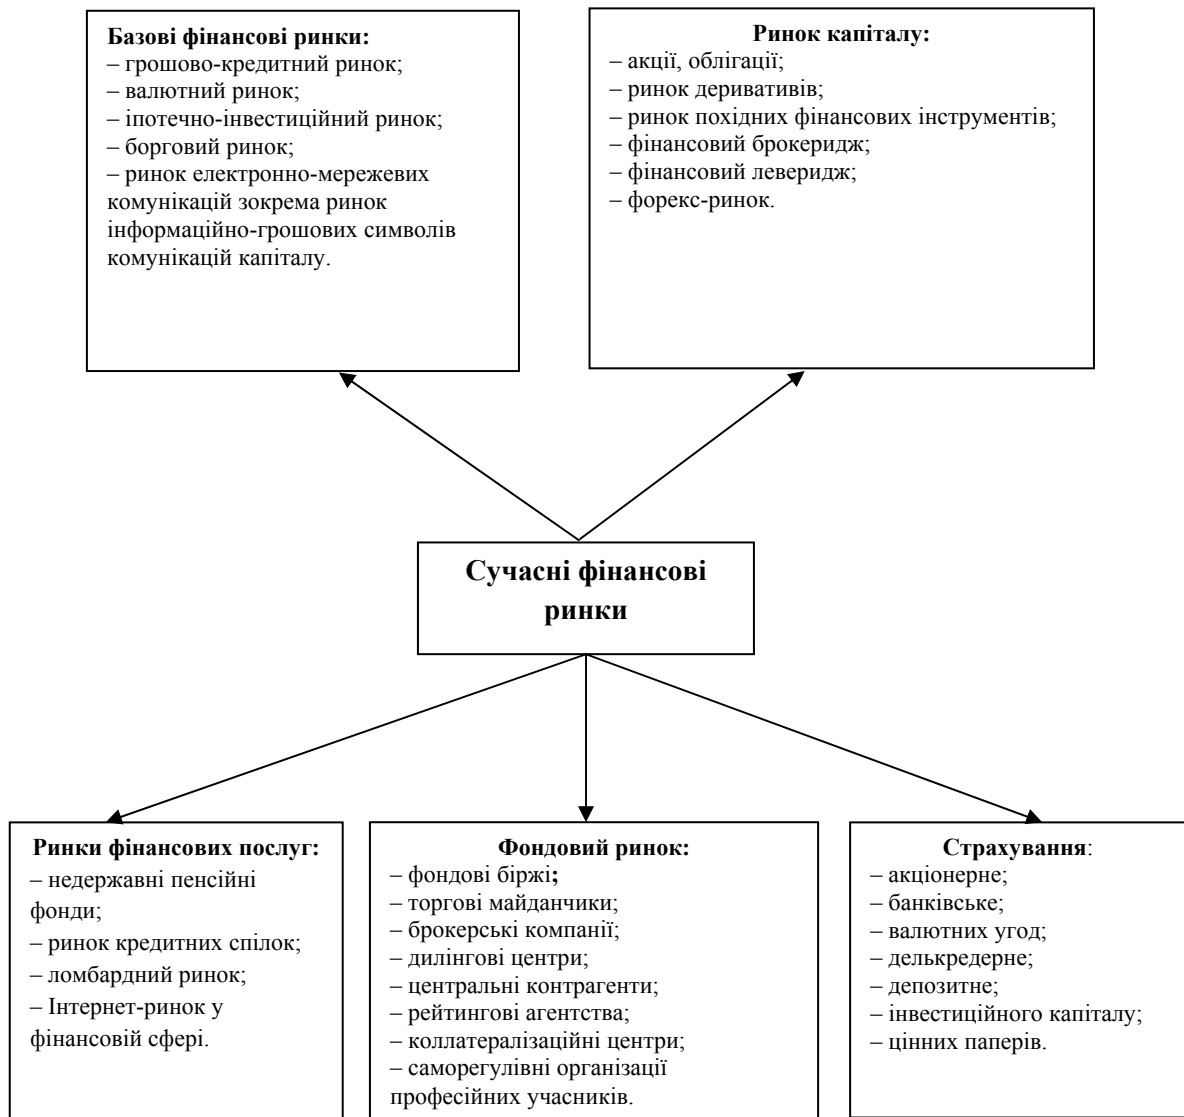 Базові фінансові ринки:
– грошово-кредитний ринок;
– валютний ринок;
– іпотечно-інвестиційний ринок;
– борговий ринок;
– ринок електронно-мережевих
комунікацій зокрема ринок
інформаційно-грошових символів
комунікацій капіталу.
Ринок капіталу:
– акції, облігації;
– ринок деривативів;
– ринок похідних фінансових інструментів;
– фінансовий брокеридж;
– фінансовий леверидж;
– форекс-ринок.
Сучасні фінансові
ринки
Ринки фінансових послуг:
– недержавні пенсійні
фонди;
– ринок кредитних спілок;
– ломбардний ринок;
– Інтернет-ринок у
фінансовій сфері.
Фондовий ринок:
– фондові біржі;
– торгові майданчики;
– брокерські компанії;
– дилінгові центри;
– центральні контрагенти;
– рейтингові агентства;
– коллатералізаційні центри;
– саморегулівні організації
професійних учасників.
Страхування:
– акціонерне;
– банківське;
– валютних угод;
– делькредерне;
– депозитне;
– інвестиційного капіталу;
– цінних паперів.